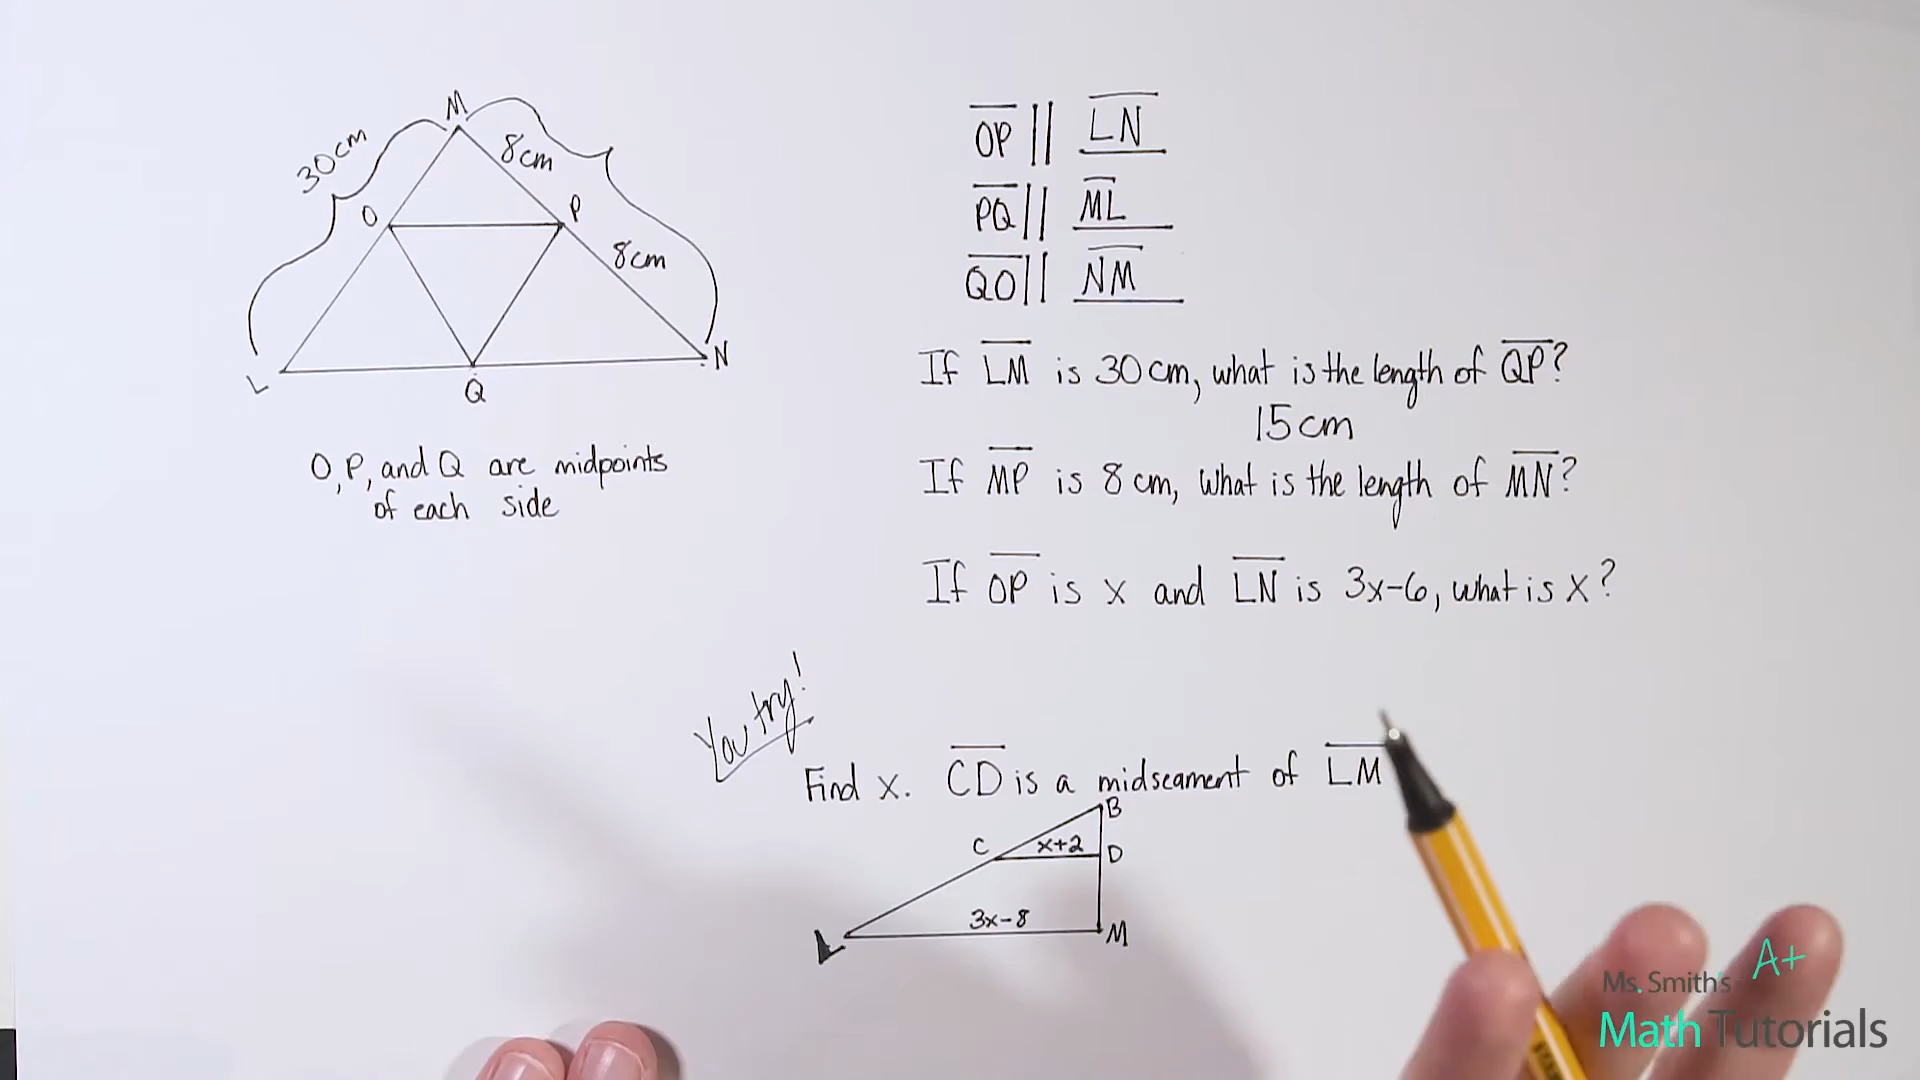 M
30cm
8cm
O
P
8cm
L
Q
N
O, P, and Q are midpoints
of each side
OP || LN
PQ || ML
QO || NM
If LM is 30cm, what is the length of QP?
15cm
If MP is 8cm, what is the length of MN?
If OP is x and LN is 3x-6, what is x?
You try!
Find x. CD is a midseament of LM
B
C
x+2
D
3x-8
L
M
Ms. Smith's A+
Math Tutorials